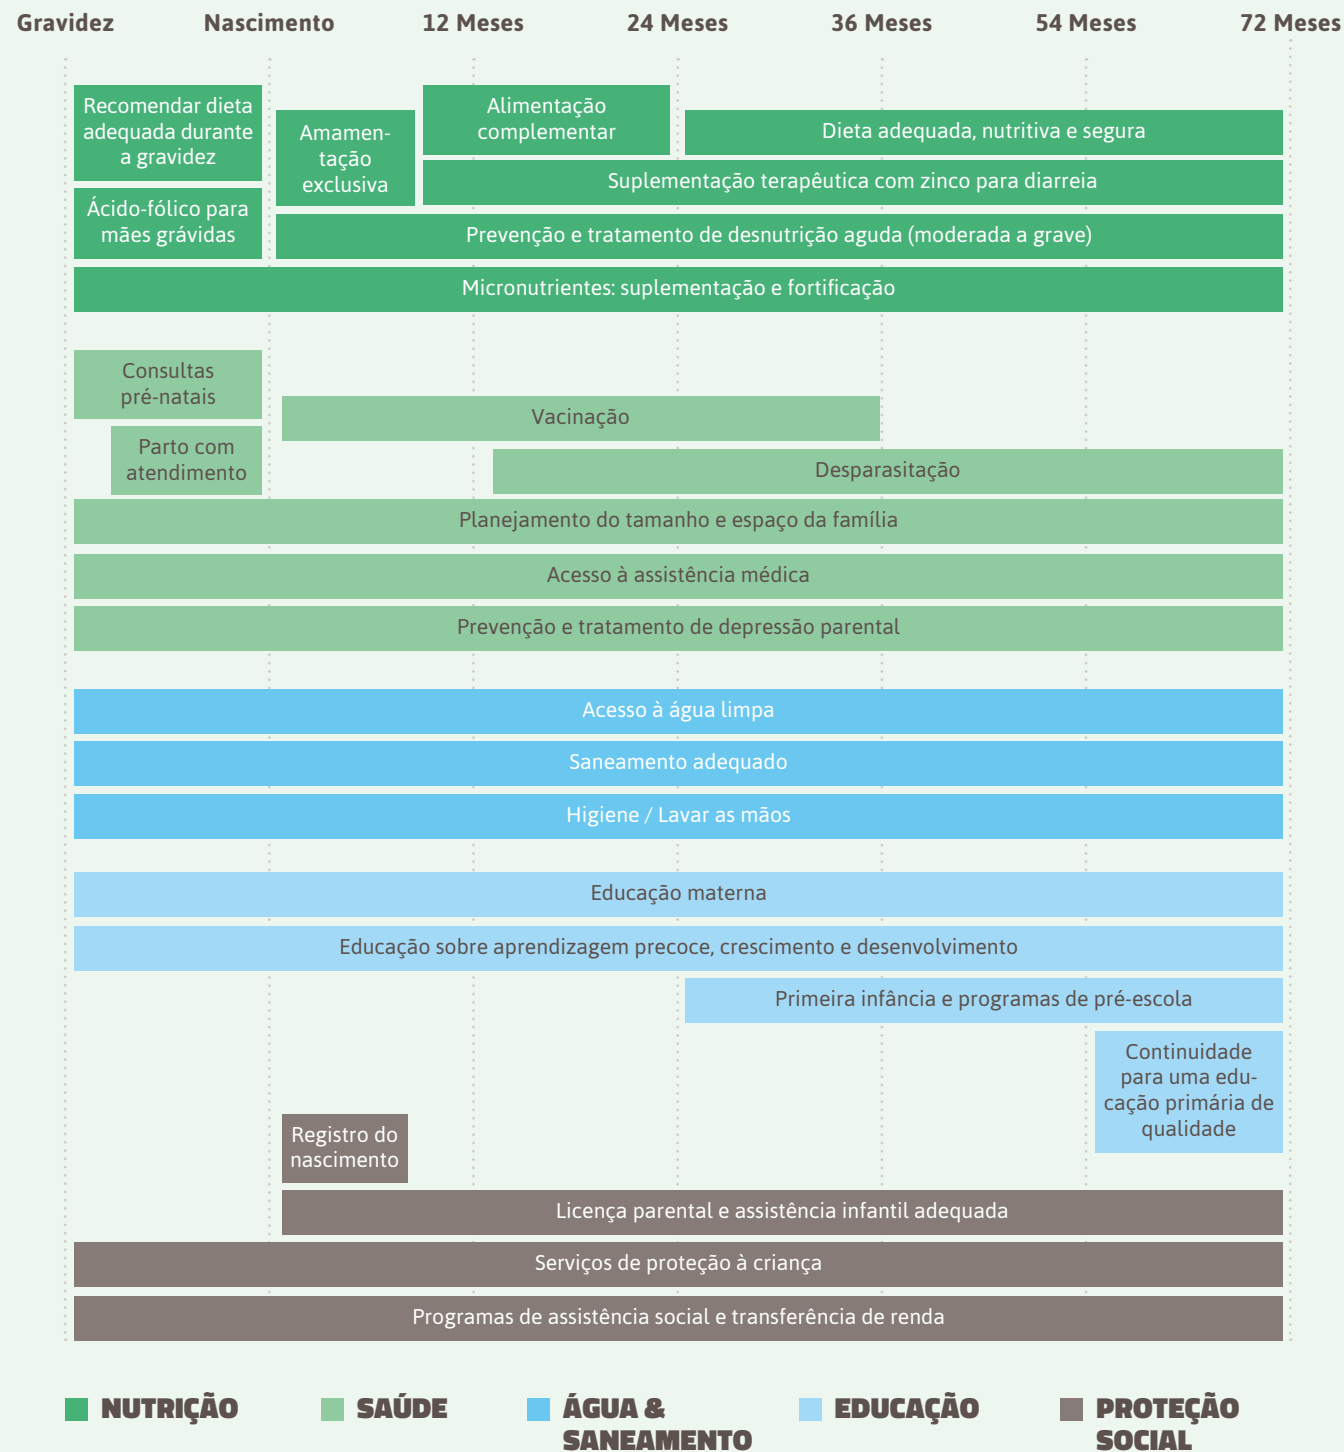 Gravidez Nascimento 12 Meses 24 Meses 36 Meses 54 Meses 72 Meses
Recomendar dieta
adequada durante
a gravidez
Amamen-
tação
exclusiva
Alimentação
complementar
Dieta adequada, nutritiva e segura
Suplementação terapêutica com zinco para diarreia
Ácido-fólico para
mães grávidas
Prevenção e tratamento de desnutrição aguda (moderada a grave)
Micronutrientes: suplementação e fortificação
Consultas
pré-natais
Vacinação
Parto com
atendimento
Desparasitação
Planejamento do tamanho e espaço da família
Acesso à assistência médica
Prevenção e tratamento de depressão parental
Acesso à água limpa
Saneamento adequado
Higiene / Lavar as mãos
Educação materna
Educação sobre aprendizagem precoce, crescimento e desenvolvimento
Primeira infância e programas de pré-escola
Continuidade
para uma edu-
cação primária de
qualidade
Registro do
nascimento
Licença parental e assistência infantil adequada
Serviços de proteção à criança
Programas de assistência social e transferência de renda
NUTRIÇÃO
SAÚDE
ÁGUA &
SANEAMENTO
EDUCAÇÃO
PROTEÇÃO
SOCIAL